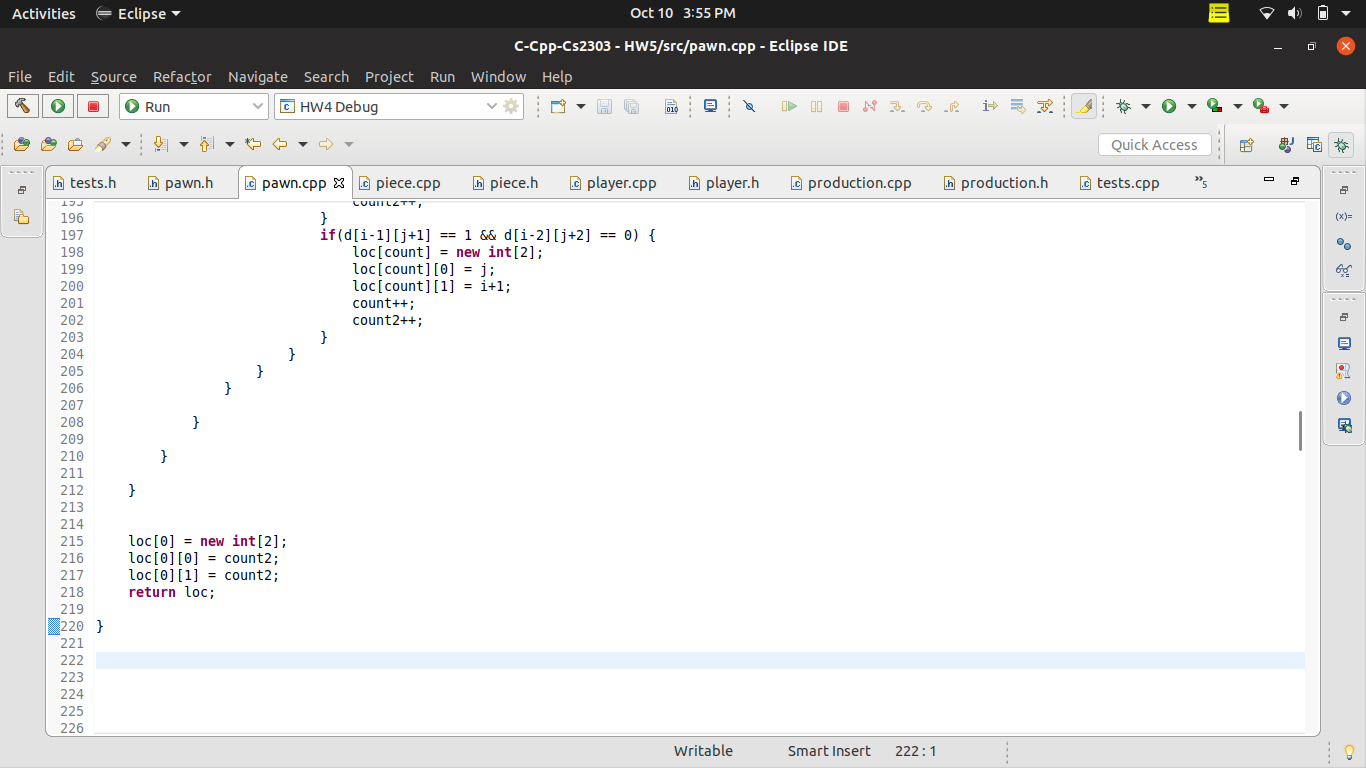 Activities Eclipse Oct 10 3:55 PM
C-Cpp-Cs2303 - HW5/src/pawn.cpp - Eclipse IDE
File Edit Source Refactor Navigate Search Project Run Window Help
Run HW4 Debug
Quick Access
tests.h pawn.h pawn.cpp piece.cpp piece.h player.cpp player.h production.cpp production.h tests.cpp »5
195 count2++;
196 }
197 if(d[i-1][j+1] == 1 && d[i-2][j+2] == 0) {
198 loc[count] = new int[2];
199 loc[count][0] = j;
200 loc[count][1] = i+1;
201 count++;
202 count2++;
203 }
204 }
205 }
206 }
207
208 }
209
210 }
211
212 }
213
214
215 loc[0] = new int[2];
216 loc[0][0] = count2;
217 loc[0][1] = count2;
218 return loc;
219
220 }
221
222
223
224
225
226
Writable Smart Insert 222 : 1